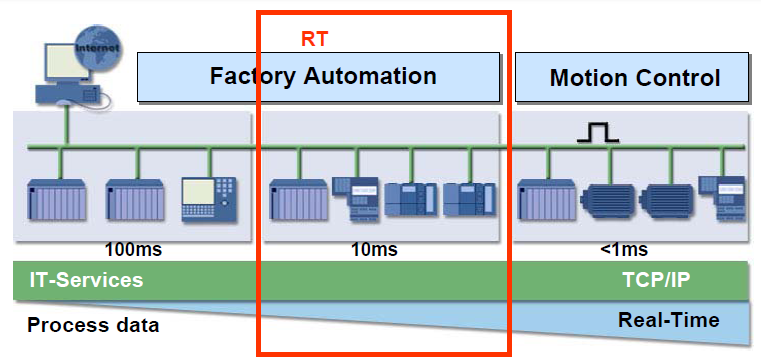 RT
Internet
Factory Automation
Motion Control
100ms
10ms
<1ms
IT-Services
TCP/IP
Process data
Real-Time